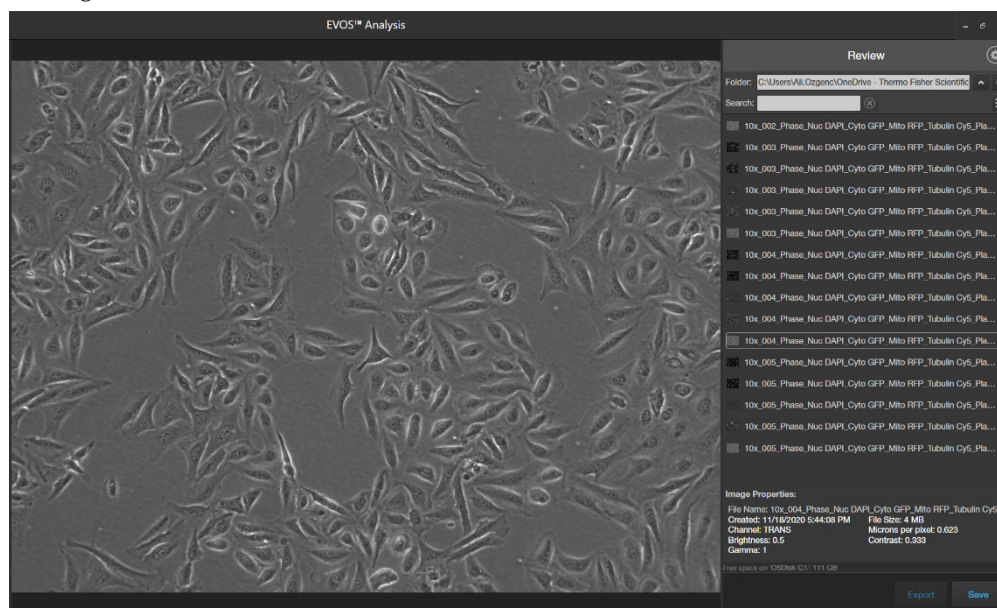 EVOS™ Analysis
Review
Folder: C:\Users\Ali.Ozgenc\OneDrive - Thermo Fisher Scientific
Search:
10x_002_Phase_Nuc DAPI_Cyto GFP_Mito RFP_Tubulin Cy5_Pla...
10x_003_Phase_Nuc DAPI_Cyto GFP_Mito RFP_Tubulin Cy5_Pla...
10x_003_Phase_Nuc DAPI_Cyto GFP_Mito RFP_Tubulin Cy5_Pla...
10x_003_Phase_Nuc DAPI_Cyto GFP_Mito RFP_Tubulin Cy5_Pla...
10x_003_Phase_Nuc DAPI_Cyto GFP_Mito RFP_Tubulin Cy5_Pla...
10x_003_Phase_Nuc DAPI_Cyto GFP_Mito RFP_Tubulin Cy5_Pla...
10x_004_Phase_Nuc DAPI_Cyto GFP_Mito RFP_Tubulin Cy5_Pla...
10x_004_Phase_Nuc DAPI_Cyto GFP_Mito RFP_Tubulin Cy5_Pla...
10x_004_Phase_Nuc DAPI_Cyto GFP_Mito RFP_Tubulin Cy5_Pla...
10x_004_Phase_Nuc DAPI_Cyto GFP_Mito RFP_Tubulin Cy5_Pla...
10x_004_Phase_Nuc DAPI_Cyto GFP_Mito RFP_Tubulin Cy5_Pla...
10x_005_Phase_Nuc DAPI_Cyto GFP_Mito RFP_Tubulin Cy5_Pla...
10x_005_Phase_Nuc DAPI_Cyto GFP_Mito RFP_Tubulin Cy5_Pla...
10x_005_Phase_Nuc DAPI_Cyto GFP_Mito RFP_Tubulin Cy5_Pla...
10x_005_Phase_Nuc DAPI_Cyto GFP_Mito RFP_Tubulin Cy5_Pla...
10x_005_Phase_Nuc DAPI_Cyto GFP_Mito RFP_Tubulin Cy5_Pla...
Image Properties:
File Name: 10x_004_Phase_Nuc DAPI_Cyto GFP_Mito RFP_Tubulin Cy5
Created: 11/18/2020 5:44:08 PM File Size: 4 MB
Channel: TRANS Microns per pixel: 0.623
Brightness: 0.5 Contrast: 0.333
Gamma: 1
Free space on 'OSDisk C:\': 111 GB
Export Save